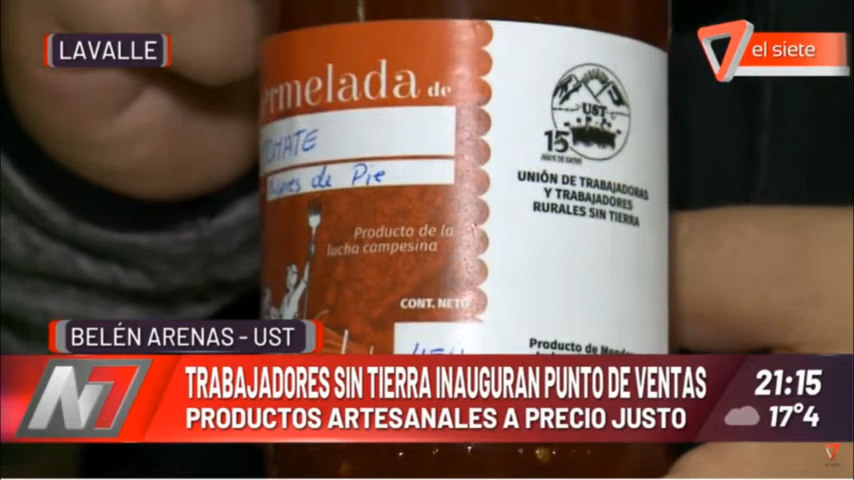 LAVALLE
el siete
ermelada de
Producto de la
lucha campesina
CONT. NETO
UST
15
UNIÓN DE TRABAJADORAS
Y TRABAJADORES
RURALES SIN TIERRA
de Pie
Producto de
BELÉN ARENAS - UST
N7
TRABAJADORES SIN TIERRA INAUGURAN PUNTO DE VENTAS
PRODUCTOS ARTESANALES A PRECIO JUSTO
21:15
17°4